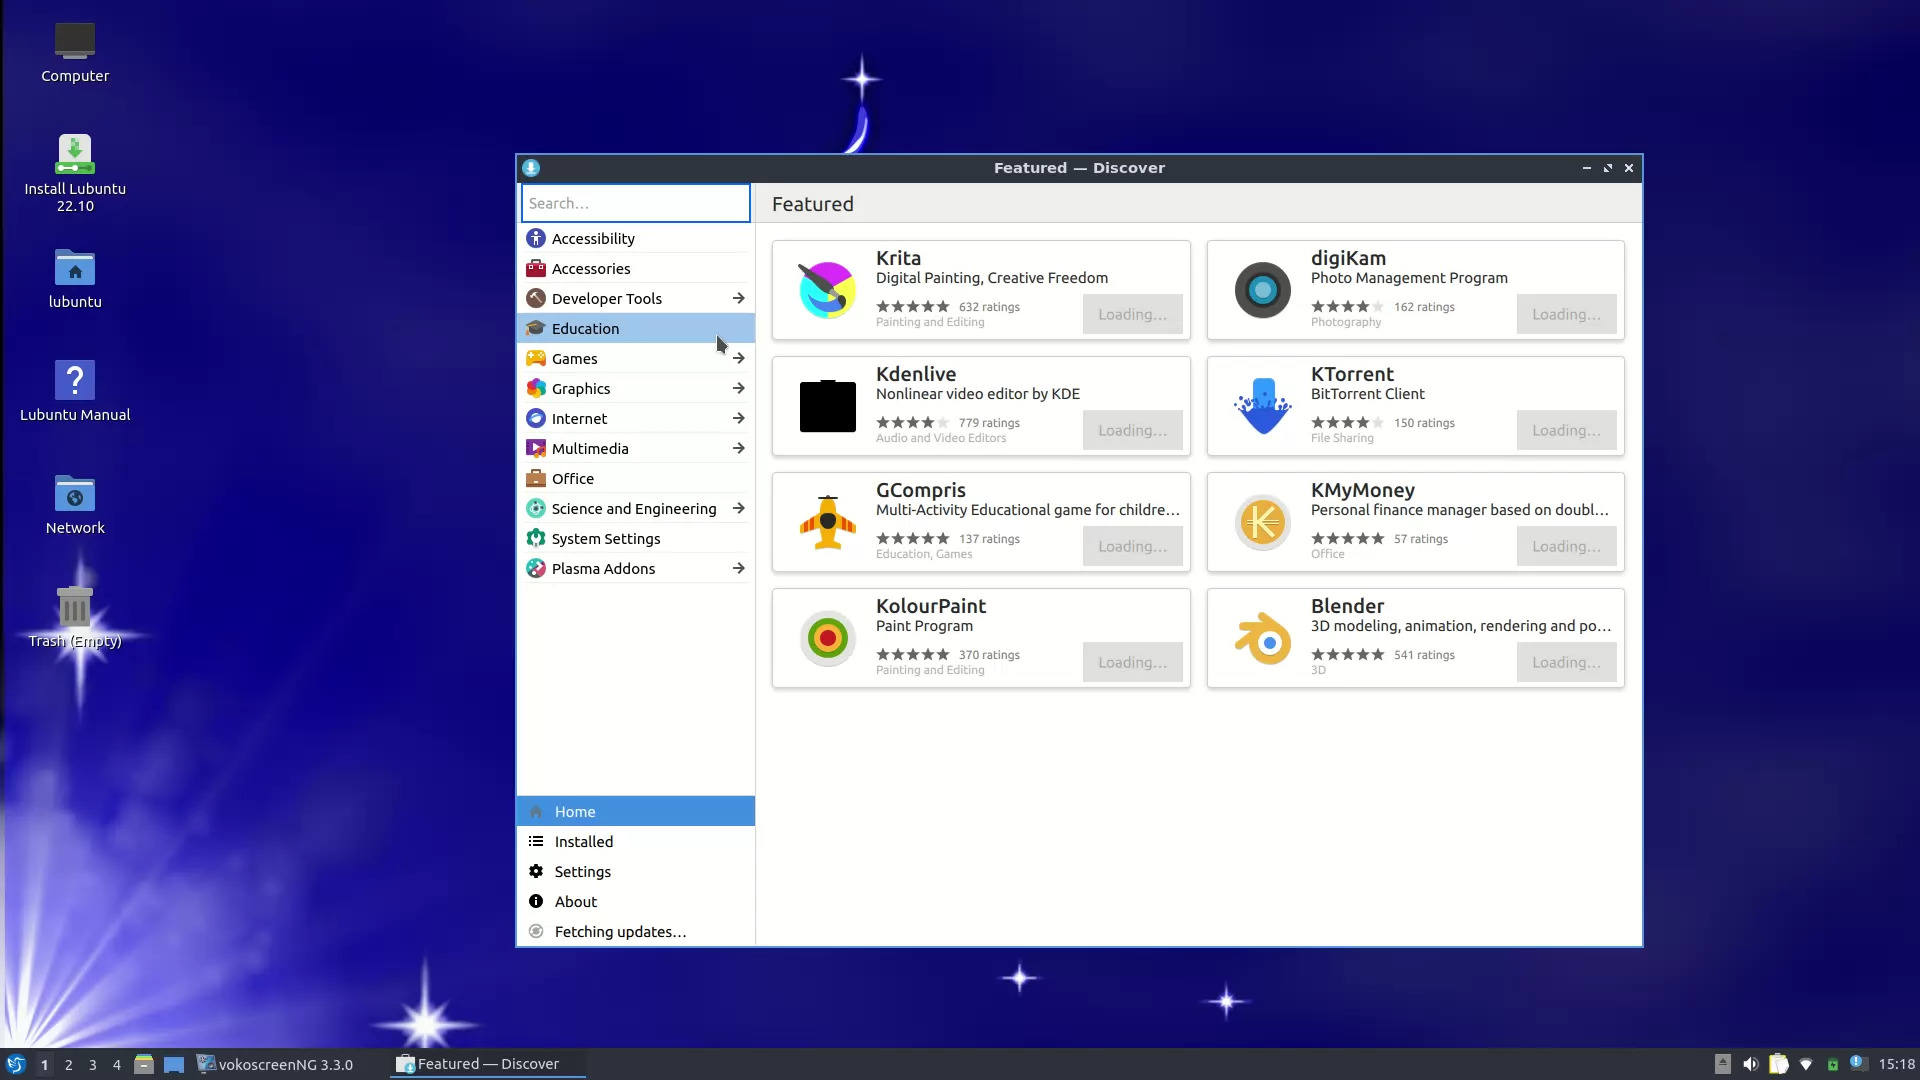 Computer
Install Lubuntu
22.10
lubuntu
?
Lubuntu Manual
Network
Trash (Empty)
Featured — Discover
Search...
Featured
Accessibility
Accessories
Developer Tools
Education
Games
Graphics
Internet
Multimedia
Office
Science and Engineering
System Settings
Plasma Addons
Home
Installed
Settings
About
Fetching updates...
Krita
Digital Painting, Creative Freedom
632 ratings
Painting and Editing
Loading...
digiKam
Photo Management Program
162 ratings
Photography
Loading...
Kdenlive
Nonlinear video editor by KDE
779 ratings
Audio and Video Editors
Loading...
KTorrent
BitTorrent Client
150 ratings
File Sharing
Loading...
GCompris
Multi-Activity Educational game for childre...
137 ratings
Education, Games
Loading...
KMyMoney
Personal finance manager based on doubl...
57 ratings
Office
Loading...
KolourPaint
Paint Program
370 ratings
Painting and Editing
Loading...
Blender
3D modeling, animation, rendering and po...
541 ratings
3D
Loading...
1 2 3 4 vokoscreenNG 3.3.0 Featured — Discover 15:18